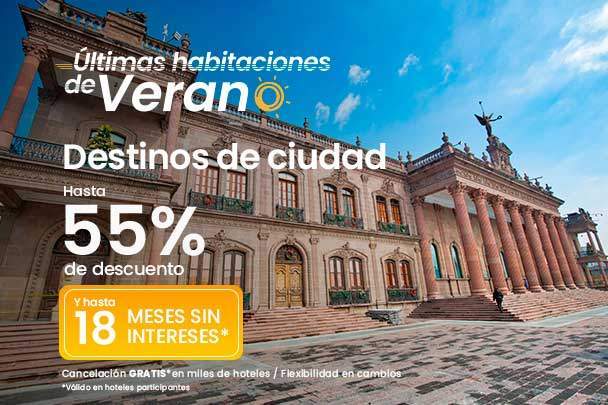 Últimas habitaciones
de Verano
Destinos de ciudad
Hasta
55%
de descuento
Y hasta
18 MESES SIN
INTERESES*
Cancelación GRATIS* en miles de hoteles / Flexibilidad en cambios
*Válido en hoteles participantes